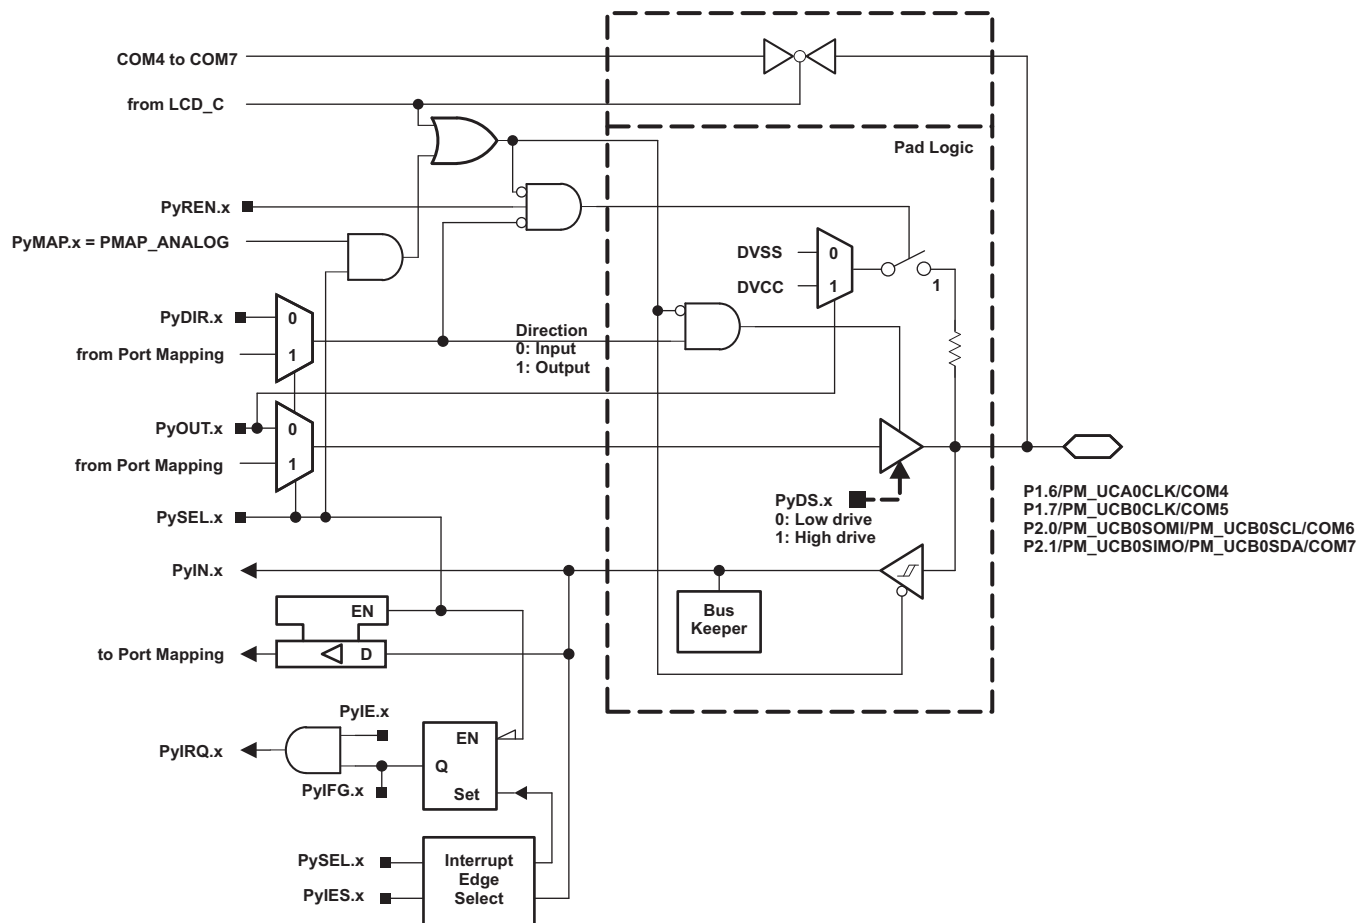 COM4 to COM7
from LCD_C
Pad Logic
PyREN.x
PyMAP.x = PMAP_ANALOG
DVSS
0
DVCC
1
1
PyDIR.x
0
from Port Mapping
1
Direction
0: Input
1: Output
PyOUT.x
0
from Port Mapping
1
PySEL.x
PyDS.x
0: Low drive
1: High drive
P1.6/PM_UCA0CLK/COM4
P1.7/PM_UCB0CLK/COM5
P2.0/PM_UCB0SOMI/PM_UCB0SCL/COM6
P2.1/PM_UCB0SIMO/PM_UCB0SDA/COM7
PyIN.x
EN
Bus
Keeper
to Port Mapping
D
PyIE.x
EN
PyIRQ.x
Q
PyIFG.x
Set
PySEL.x
PyIES.x
Interrupt
Edge
Select